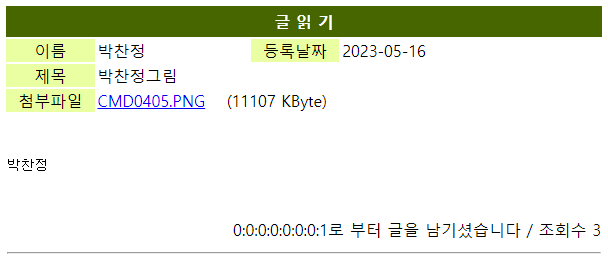 글 읽 기
이름 박찬정 등록날짜 2023-05-16
제목 박찬정그림
첨부파일 CMD0405.PNG (11107 KByte)
박찬정
0:0:0:0:0:0:0:1로 부터 글을 남기셨습니다 / 조회수 3